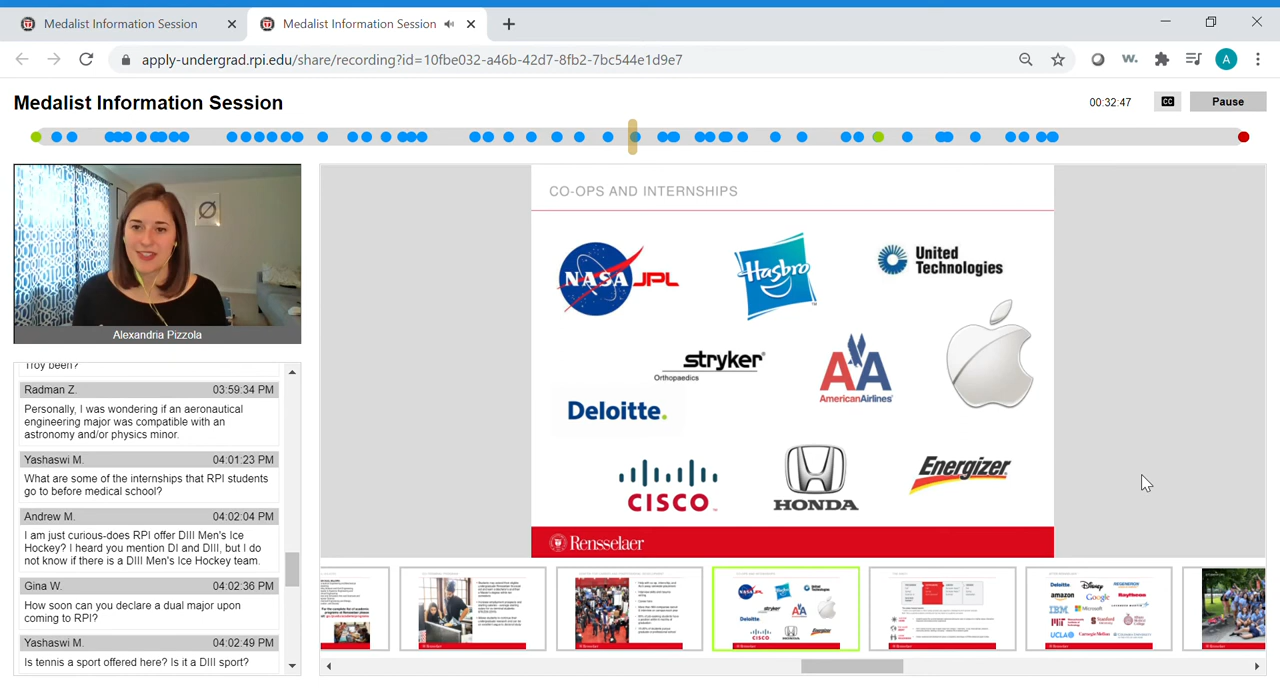 Medalist Information Session
Medalist Information Session
apply-undergrad.rpi.edu/share/recording?id=10fbe032-a46b-42d7-8fb2-7bc544e1d9e7
w.
A
Medalist Information Session
00:32:47
CC
Pause
Alexandria Pizzola
Troy been?
Radman Z. 03:59:34 PM
Personally, I was wondering if an aeronautical
engineering major was compatible with an
astronomy and/or physics minor.
Yashaswi M. 04:01:23 PM
What are some of the internships that RPI students
go to before medical school?
Andrew M. 04:02:04 PM
I am just curious-does RPI offer DIII Men's Ice
Hockey? I heard you mention DI and DIII, but I do
not know if there is a DIII Men's Ice Hockey team.
Gina W. 04:02:36 PM
How soon can you declare a dual major upon
coming to RPI?
Yashaswi M. 04:02:49 PM
Is tennis a sport offered here? Is it a DIII sport?
CO-OPS AND INTERNSHIPS
NASA JPL
Hasbro
United
Technologies
stryker
Orthopaedics
AA
AmericanAirlines
Deloitte.
CISCO
HONDA
Energizer
Rensselaer